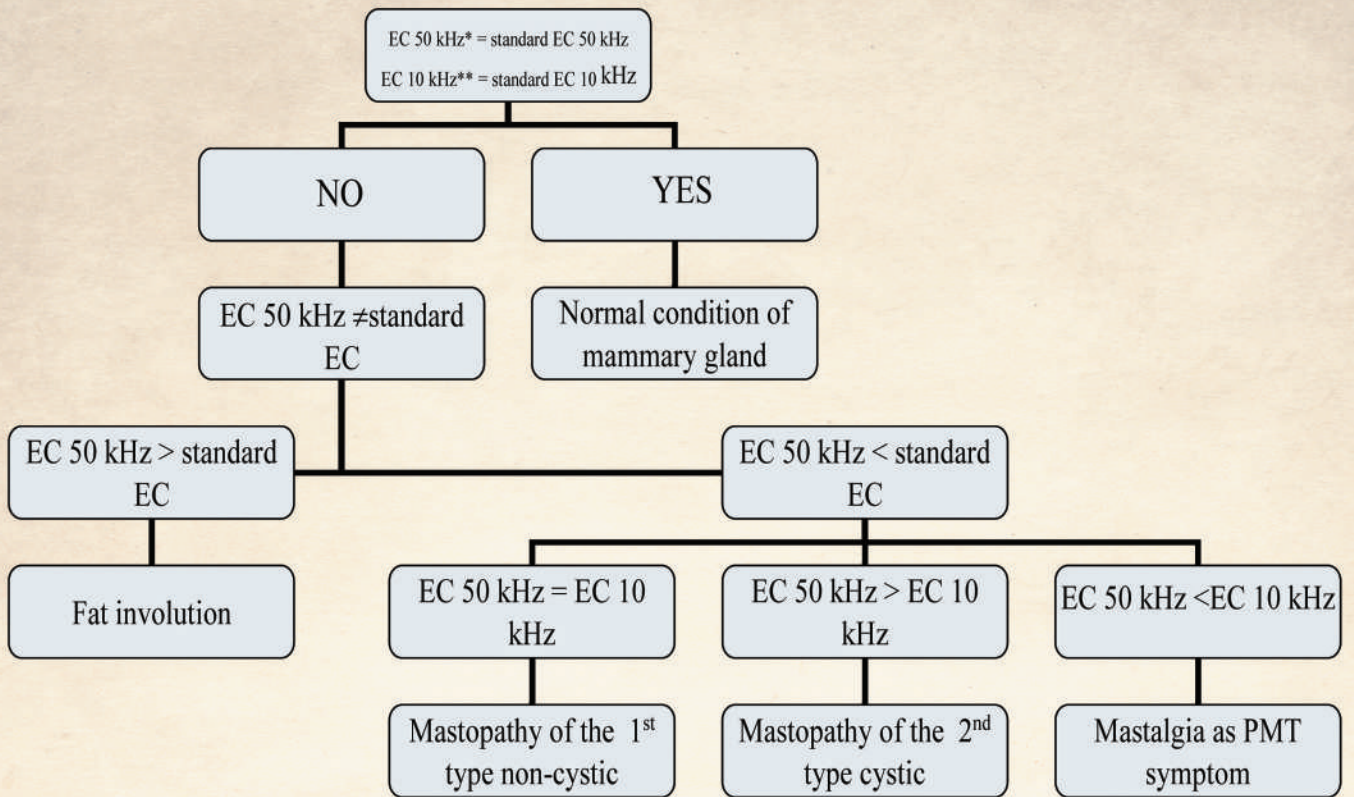 EC 50 kHz* = standard EC 50 kHz
EC 10 kHz** = standard EC 10 kHz
NO
YES
EC 50 kHz ≠standard
EC
Normal condition of
mammary gland
EC 50 kHz > standard
EC
EC 50 kHz < standard
EC
Fat involution
EC 50 kHz = EC 10
kHz
EC 50 kHz > EC 10
kHz
EC 50 kHz <EC 10 kHz
Mastopathy of the 1st
type non-cystic
Mastopathy of the 2nd
type cystic
Mastalgia as PMT
symptom